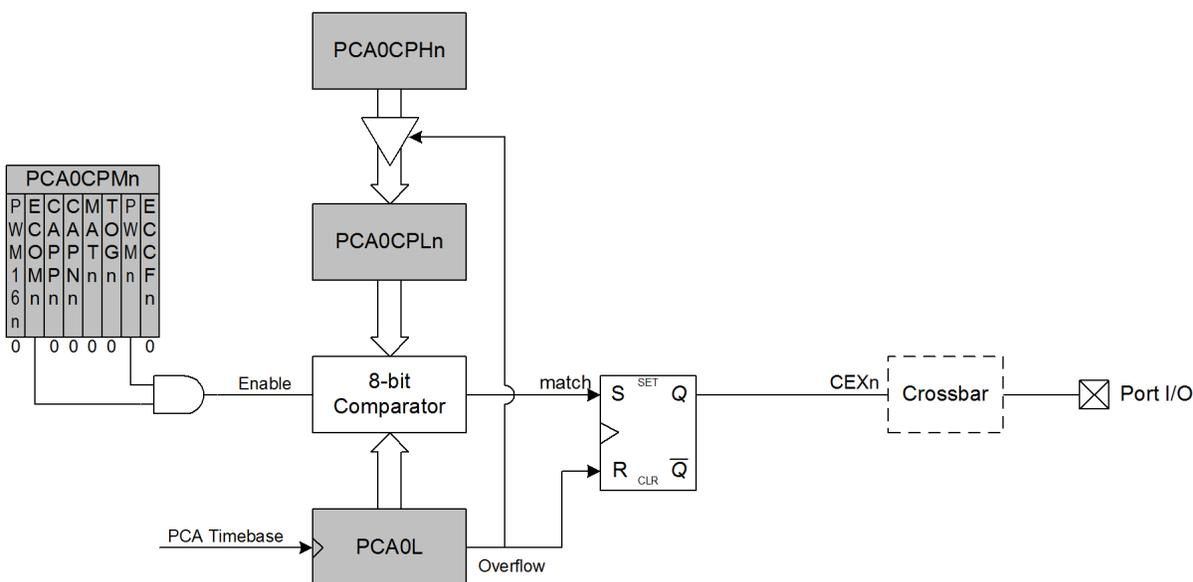 PCA0CPHn
PCA0CPMn
P E C C M T P E
W C A A A O W C
M O P P T G M C
1 M P N n n n F
6 n n n n
n
0 0 0 0 0 0
PCA0CPLn
Enable
8-bit
Comparator
match
S SET Q
R CLR Q
CEXn
Crossbar
Port I/O
PCA Timebase
PCA0L
Overflow